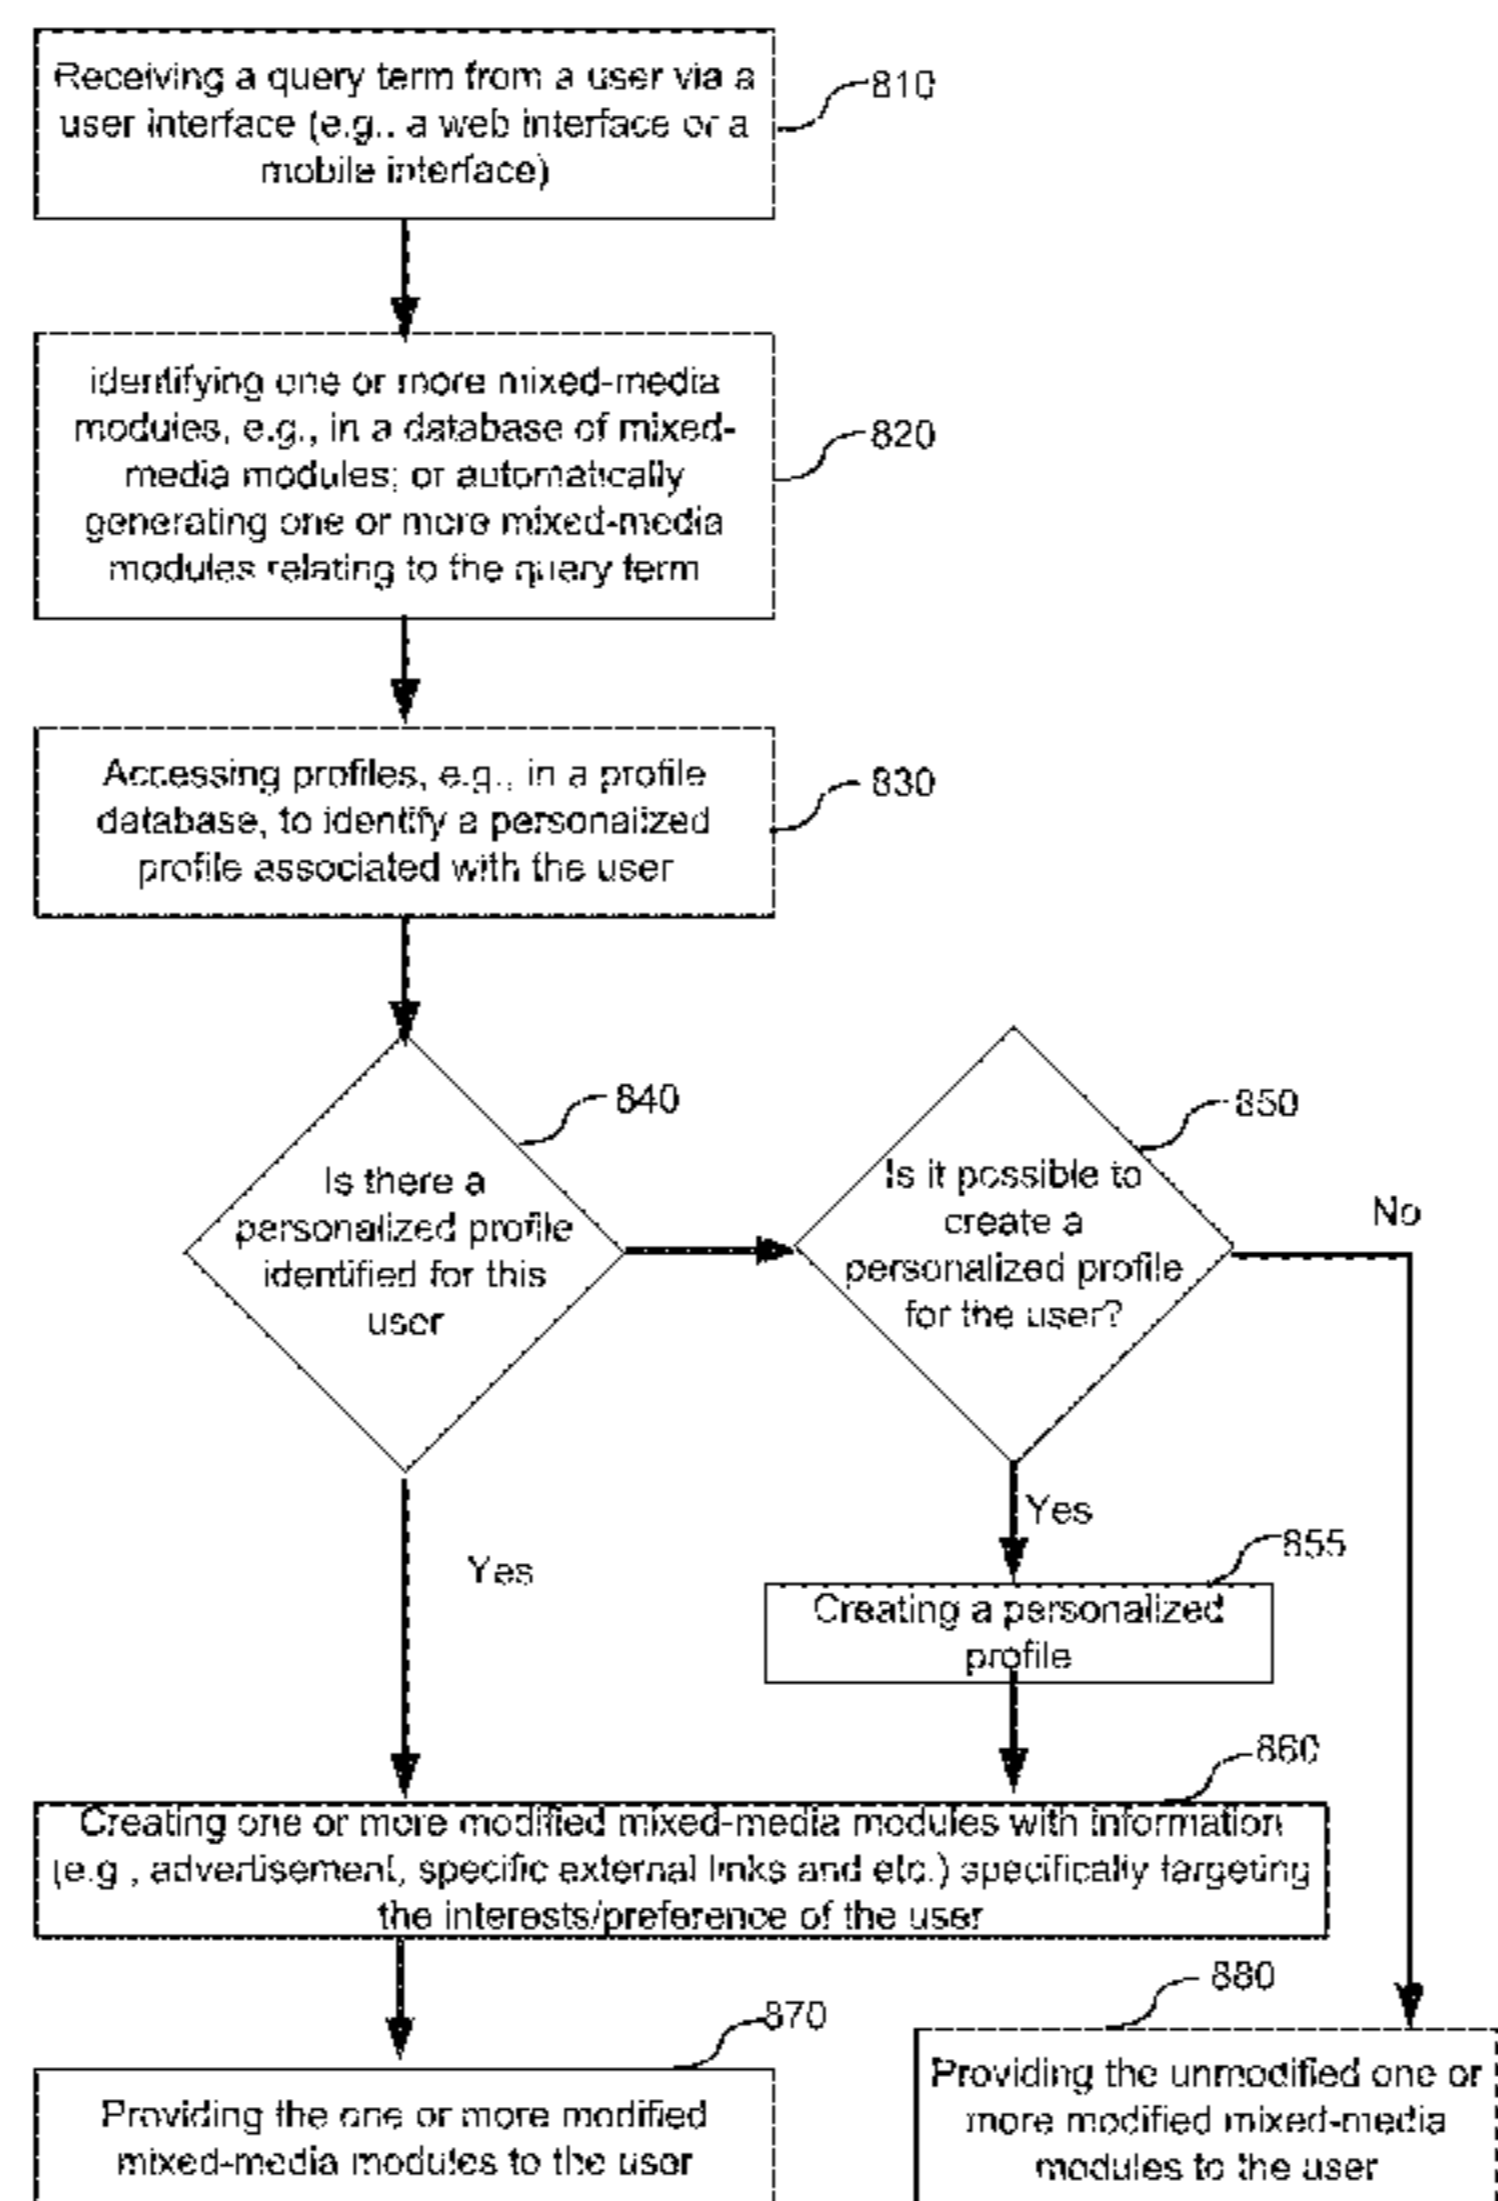 Receiving a query term from a user via a
user interface (e.g., a web interface or a
mobile interface)
810
identifying one or more mixed-media
modules, e.g., in a database of mixed-
media modules; or automatically
generating one or more mixed-media
modules relating to the query term
820
Accessing profiles, e.g., in a profile
database, to identify a personalized
profile associated with the user
830
Is there a
personalized profile
identified for this
user
840
Is it possible to
create a
personalized profile
for the user?
850
No
Yes
Yes
855
Creating a personalized
profile
860
Creating one or more modified mixed-media modules with information
(e.g., advertisement, specific external links and etc.) specifically targeting
the interests/preference of the user
870
Providing the one or more modified
mixed-media modules to the user
880
Providing the unmodified one or
more modified mixed-media
modules to the user